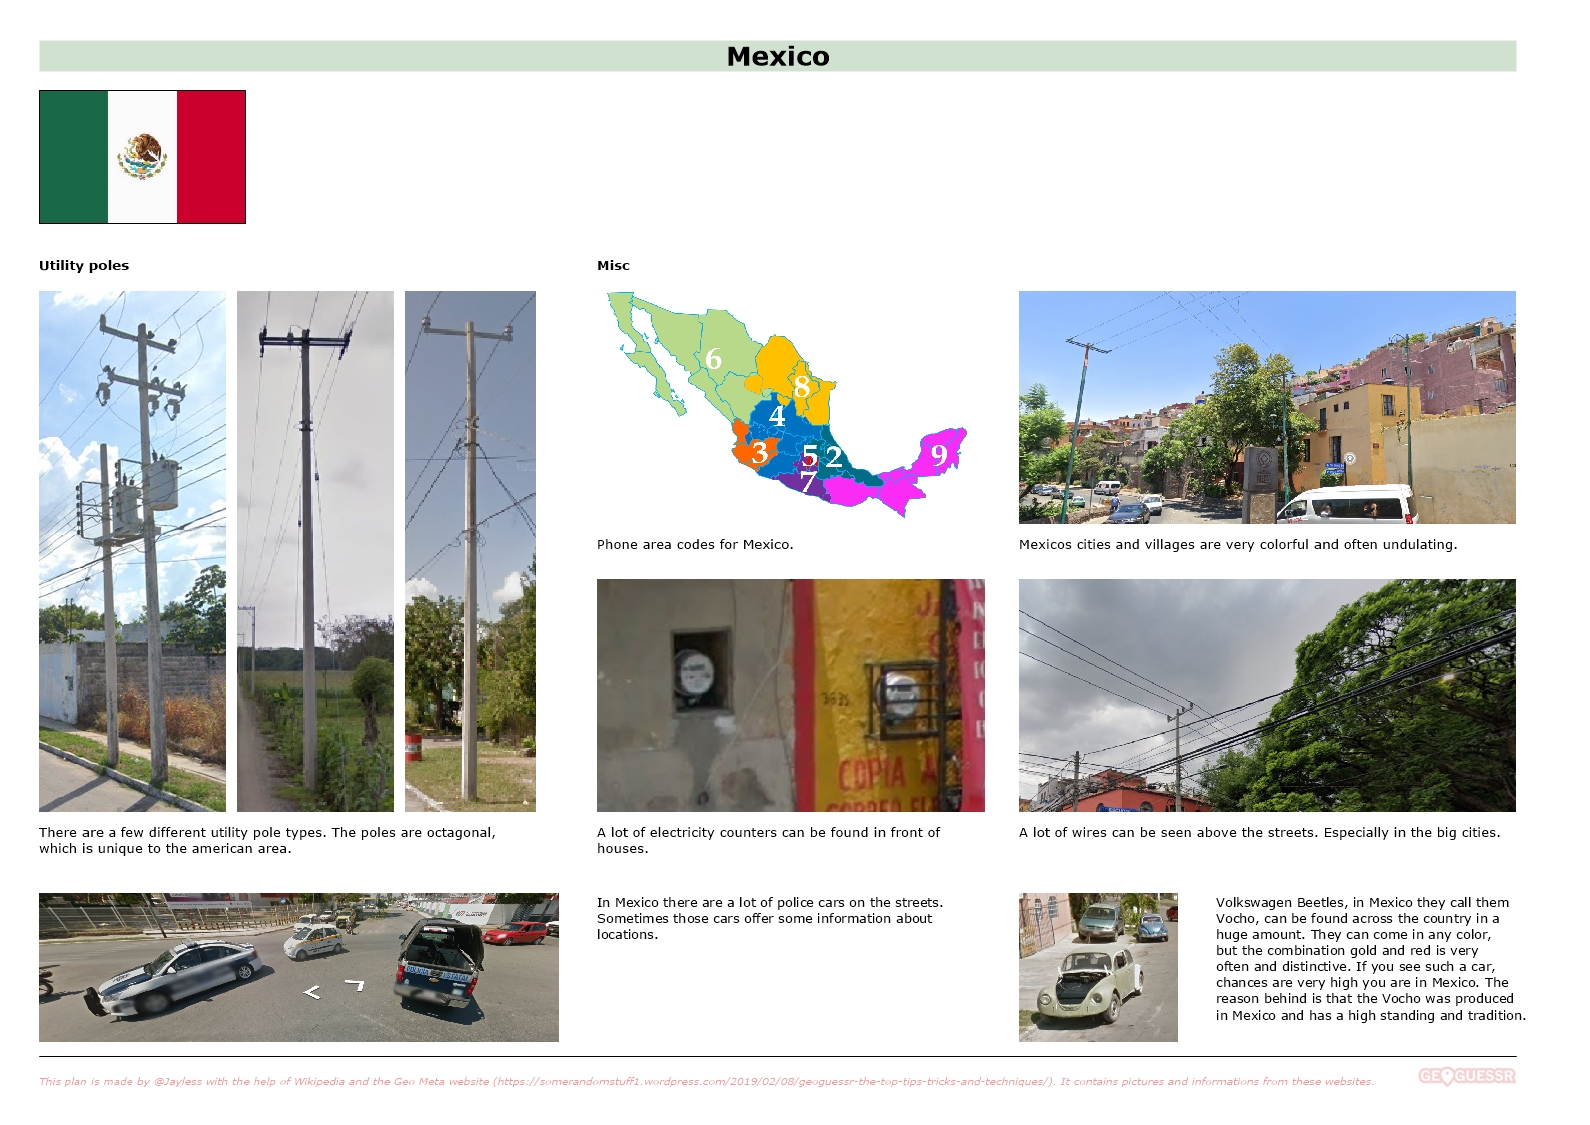 Mexico
Utility poles
Misc
6
8
4
3
5
2
7
9
Phone area codes for Mexico.
Mexicos cities and villages are very colorful and often undulating.
COPIA A
There are a few different utility pole types. The poles are octagonal,
which is unique to the american area.
A lot of electricity counters can be found in front of
houses.
A lot of wires can be seen above the streets. Especially in the big cities.
In Mexico there are a lot of police cars on the streets.
Sometimes those cars offer some information about
locations.
Volkswagen Beetles, in Mexico they call them
Vocho, can be found across the country in a
huge amount. They can come in any color,
but the combination gold and red is very
often and distinctive. If you see such a car,
chances are very high you are in Mexico. The
reason behind is that the Vocho was produced
in Mexico and has a high standing and tradition.
This plan is made by @Jayless with the help of Wikipedia and the Geo Meta website (https://somerandomstuff1.wordpress.com/2019/02/08/geoguessr-the-top-tips-tricks-and-techniques/). It contains pictures and informations from these websites.
GEOGUESSR